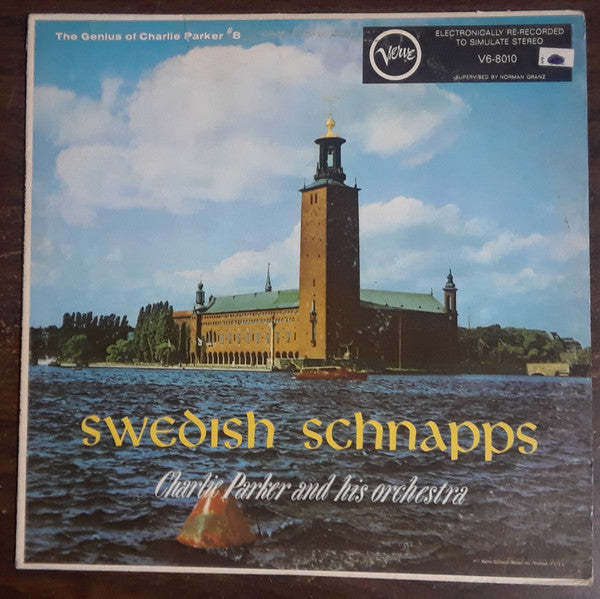 The Genius of Charlie Parker #8
Verve
ELECTRONICALLY RE-RECORDED
TO SIMULATE STEREO
V6-8010
SUPERVISED BY NORMAN GRANZ
swedish schnapps
Charlie Parker and his orchestra